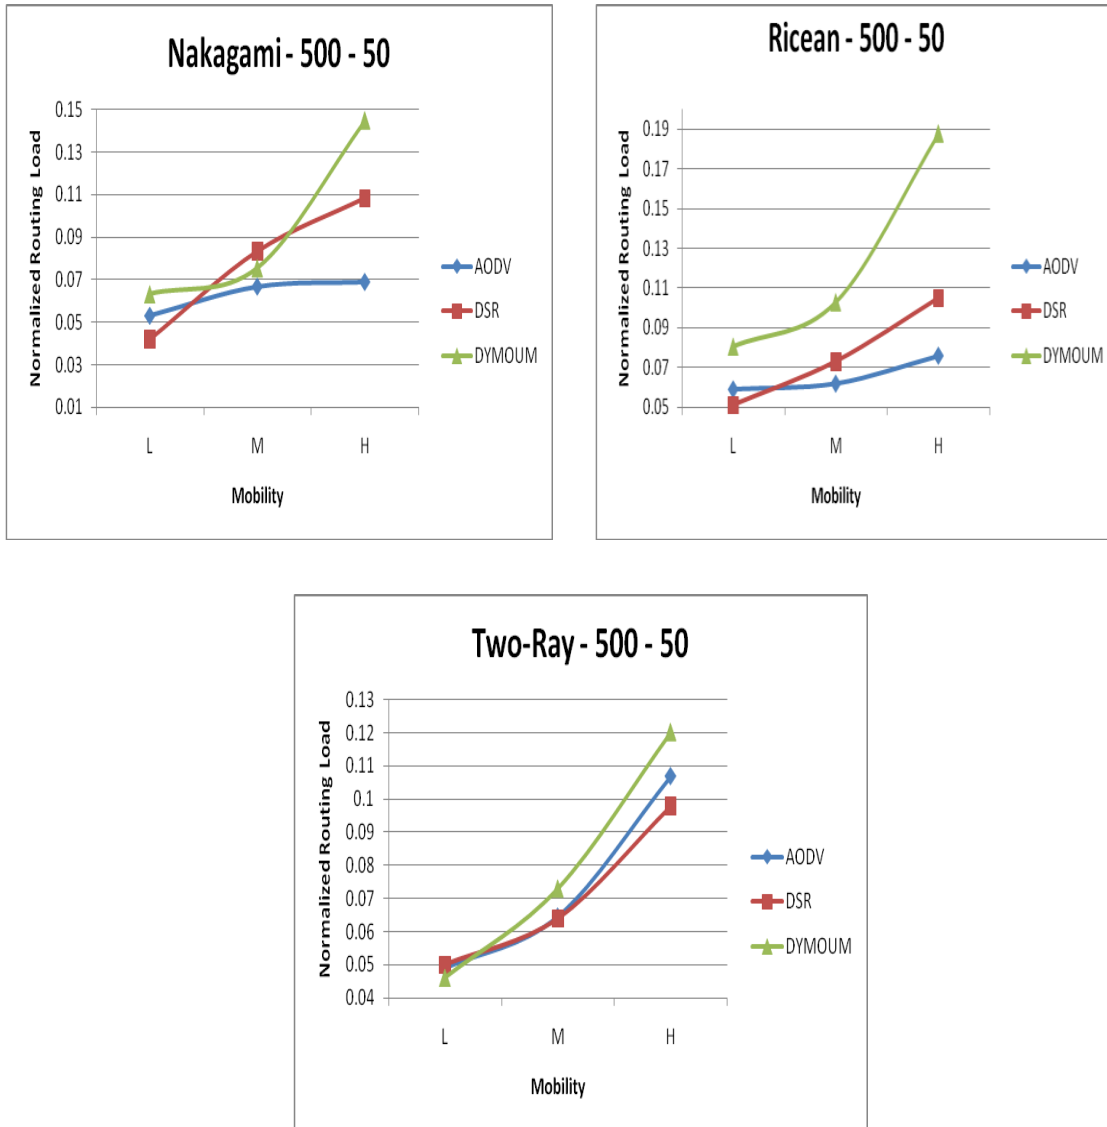 Nakagami - 500 - 50
Normalized Routing Load
0.15
0.13
0.11
0.09
0.07
0.05
0.03
0.01
L M H
Mobility
AODV
DSR
DYMOUM
Ricean - 500 - 50
Normalized Routing Load
0.19
0.17
0.15
0.13
0.11
0.09
0.07
0.05
L M H
Mobility
AODV
DSR
DYMOUM
Two-Ray - 500 - 50
Normalized Routing Load
0.13
0.12
0.11
0.1
0.09
0.08
0.07
0.06
0.05
0.04
L M H
Mobility
AODV
DSR
DYMOUM